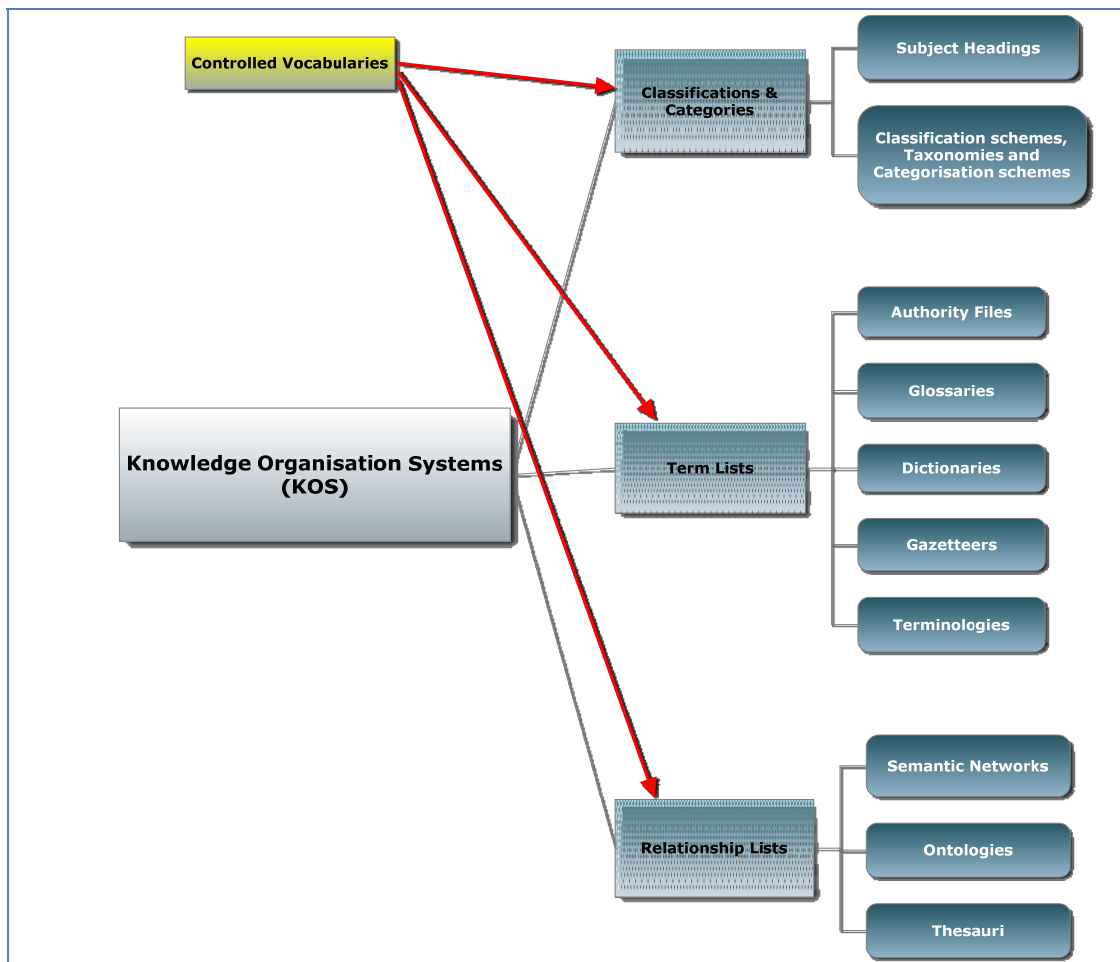 Controlled Vocabularies
Classifications &
Categories
Subject Headings
Classification schemes,
Taxonomies and
Categorisation schemes
Knowledge Organisation Systems
(KOS)
Term Lists
Authority Files
Glossaries
Dictionaries
Gazetteers
Terminologies
Relationship Lists
Semantic Networks
Ontologies
Thesauri